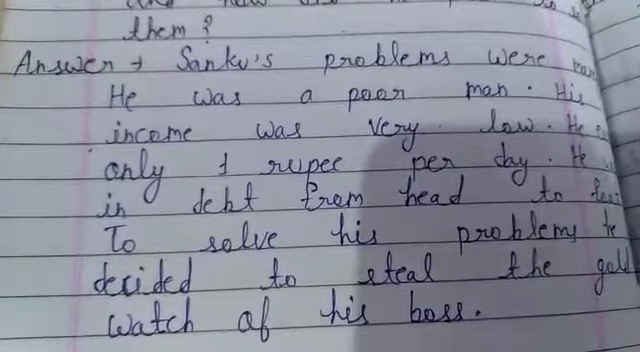 them?
Answer → Sanku's problems were
He was a poor man. His
income was very low. He
only 1 rupee per day. He
in debt from head to
To solve his problems he
decided to steal the gold
watch of his boss.